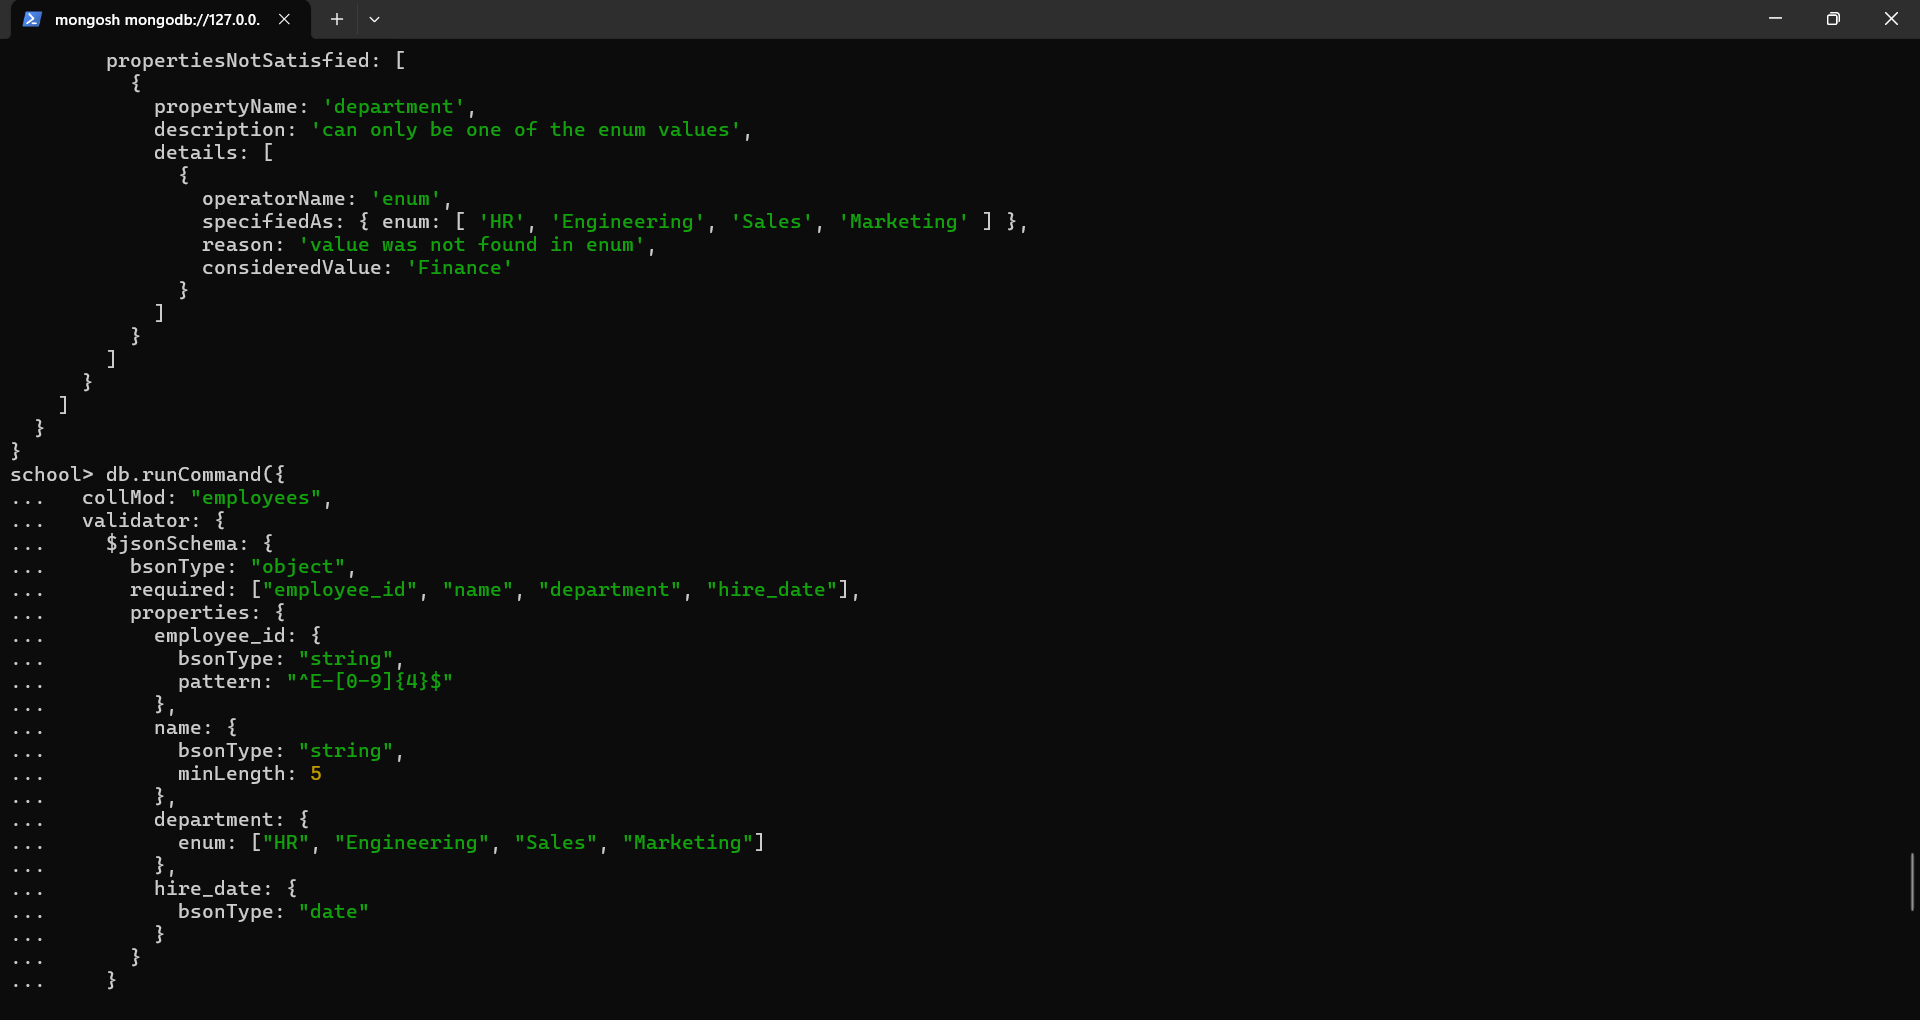 mongosh mongodb://127.0.0.
        propertiesNotSatisfied: [
          {
            propertyName: 'department',
            description: 'can only be one of the enum values',
            details: [
              {
                operatorName: 'enum',
                specifiedAs: { enum: [ 'HR', 'Engineering', 'Sales', 'Marketing' ] },
                reason: 'value was not found in enum',
                consideredValue: 'Finance'
              }
            ]
          }
        ]
      }
    ]
  }
}
school> db.runCommand({
...   collMod: "employees",
...   validator: {
...     $jsonSchema: {
...       bsonType: "object",
...       required: ["employee_id", "name", "department", "hire_date"],
...       properties: {
...         employee_id: {
...           bsonType: "string",
...           pattern: "^E-[0-9]{4}$"
...         },
...         name: {
...           bsonType: "string",
...           minLength: 5
...         },
...         department: {
...           enum: ["HR", "Engineering", "Sales", "Marketing"]
...         },
...         hire_date: {
...           bsonType: "date"
...         }
...       }
...     }